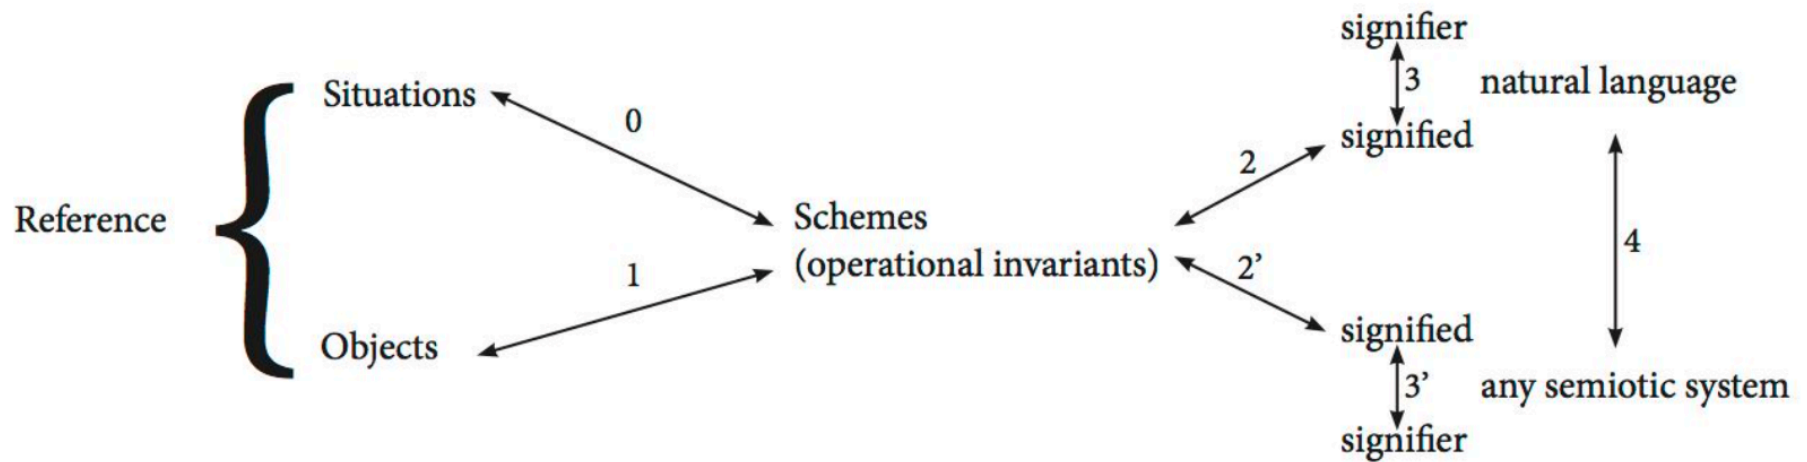 signifier
Situations
3
natural language
0
signified
2
Reference
Schemes
(operational invariants)
4
1
2’
signified
Objects
3’
any semiotic system
signifier